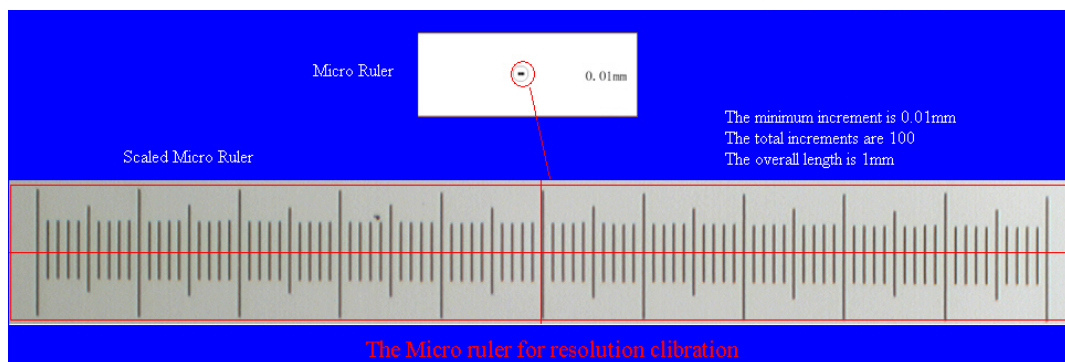 Micro Ruler
0.01mm
The minimum increment is 0.01mm
The total increments are 100
The overall length is 1mm
Scaled Micro Ruler
The Micro ruler for resolution clibration